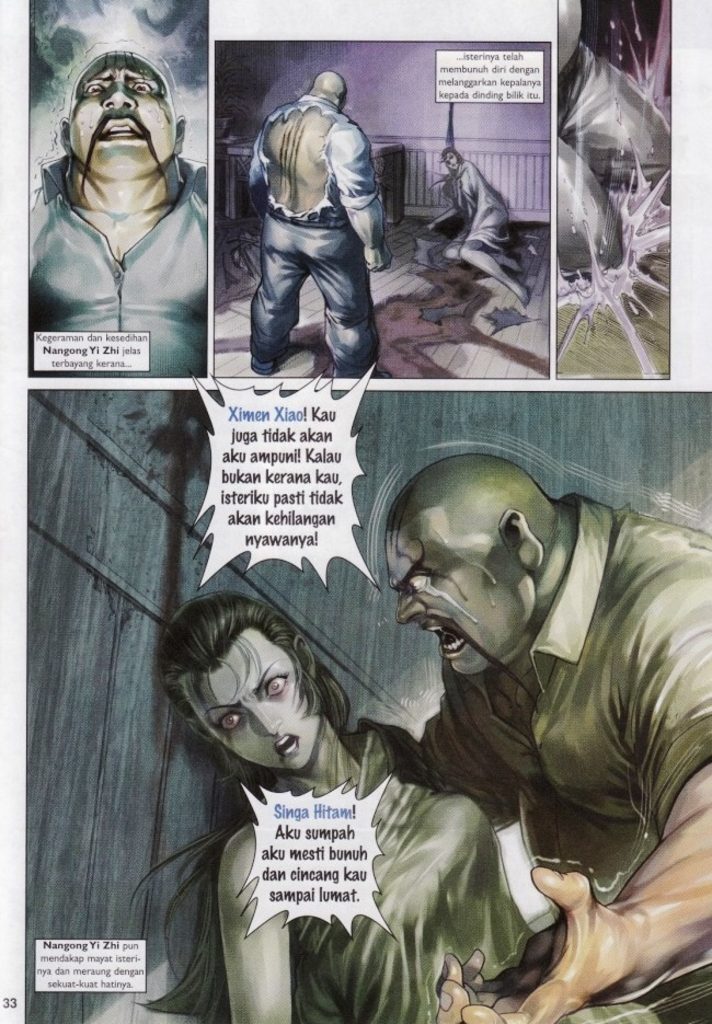 Kegeraman dan kesedihan
Nangong Yi Zhi jelas
terbayang kerana...
...isterinya telah
membunuh diri dengan
melanggarkan kepalanya
kepada dinding bilik itu.
Ximen Xiao! Kau
juga tidak akan
aku ampuni! Kalau
bukan kerana kau,
isteriku pasti tidak
akan kehilangan
nyawanya!
Singa Hitam!
Aku sumpah
aku mesti bunuh
dan cincang kau
sampai lumat.
Nangong Yi Zhi pun
mendakap mayat isteri-
nya dan meraung dengan
sekuat-kuat hatinya.
33